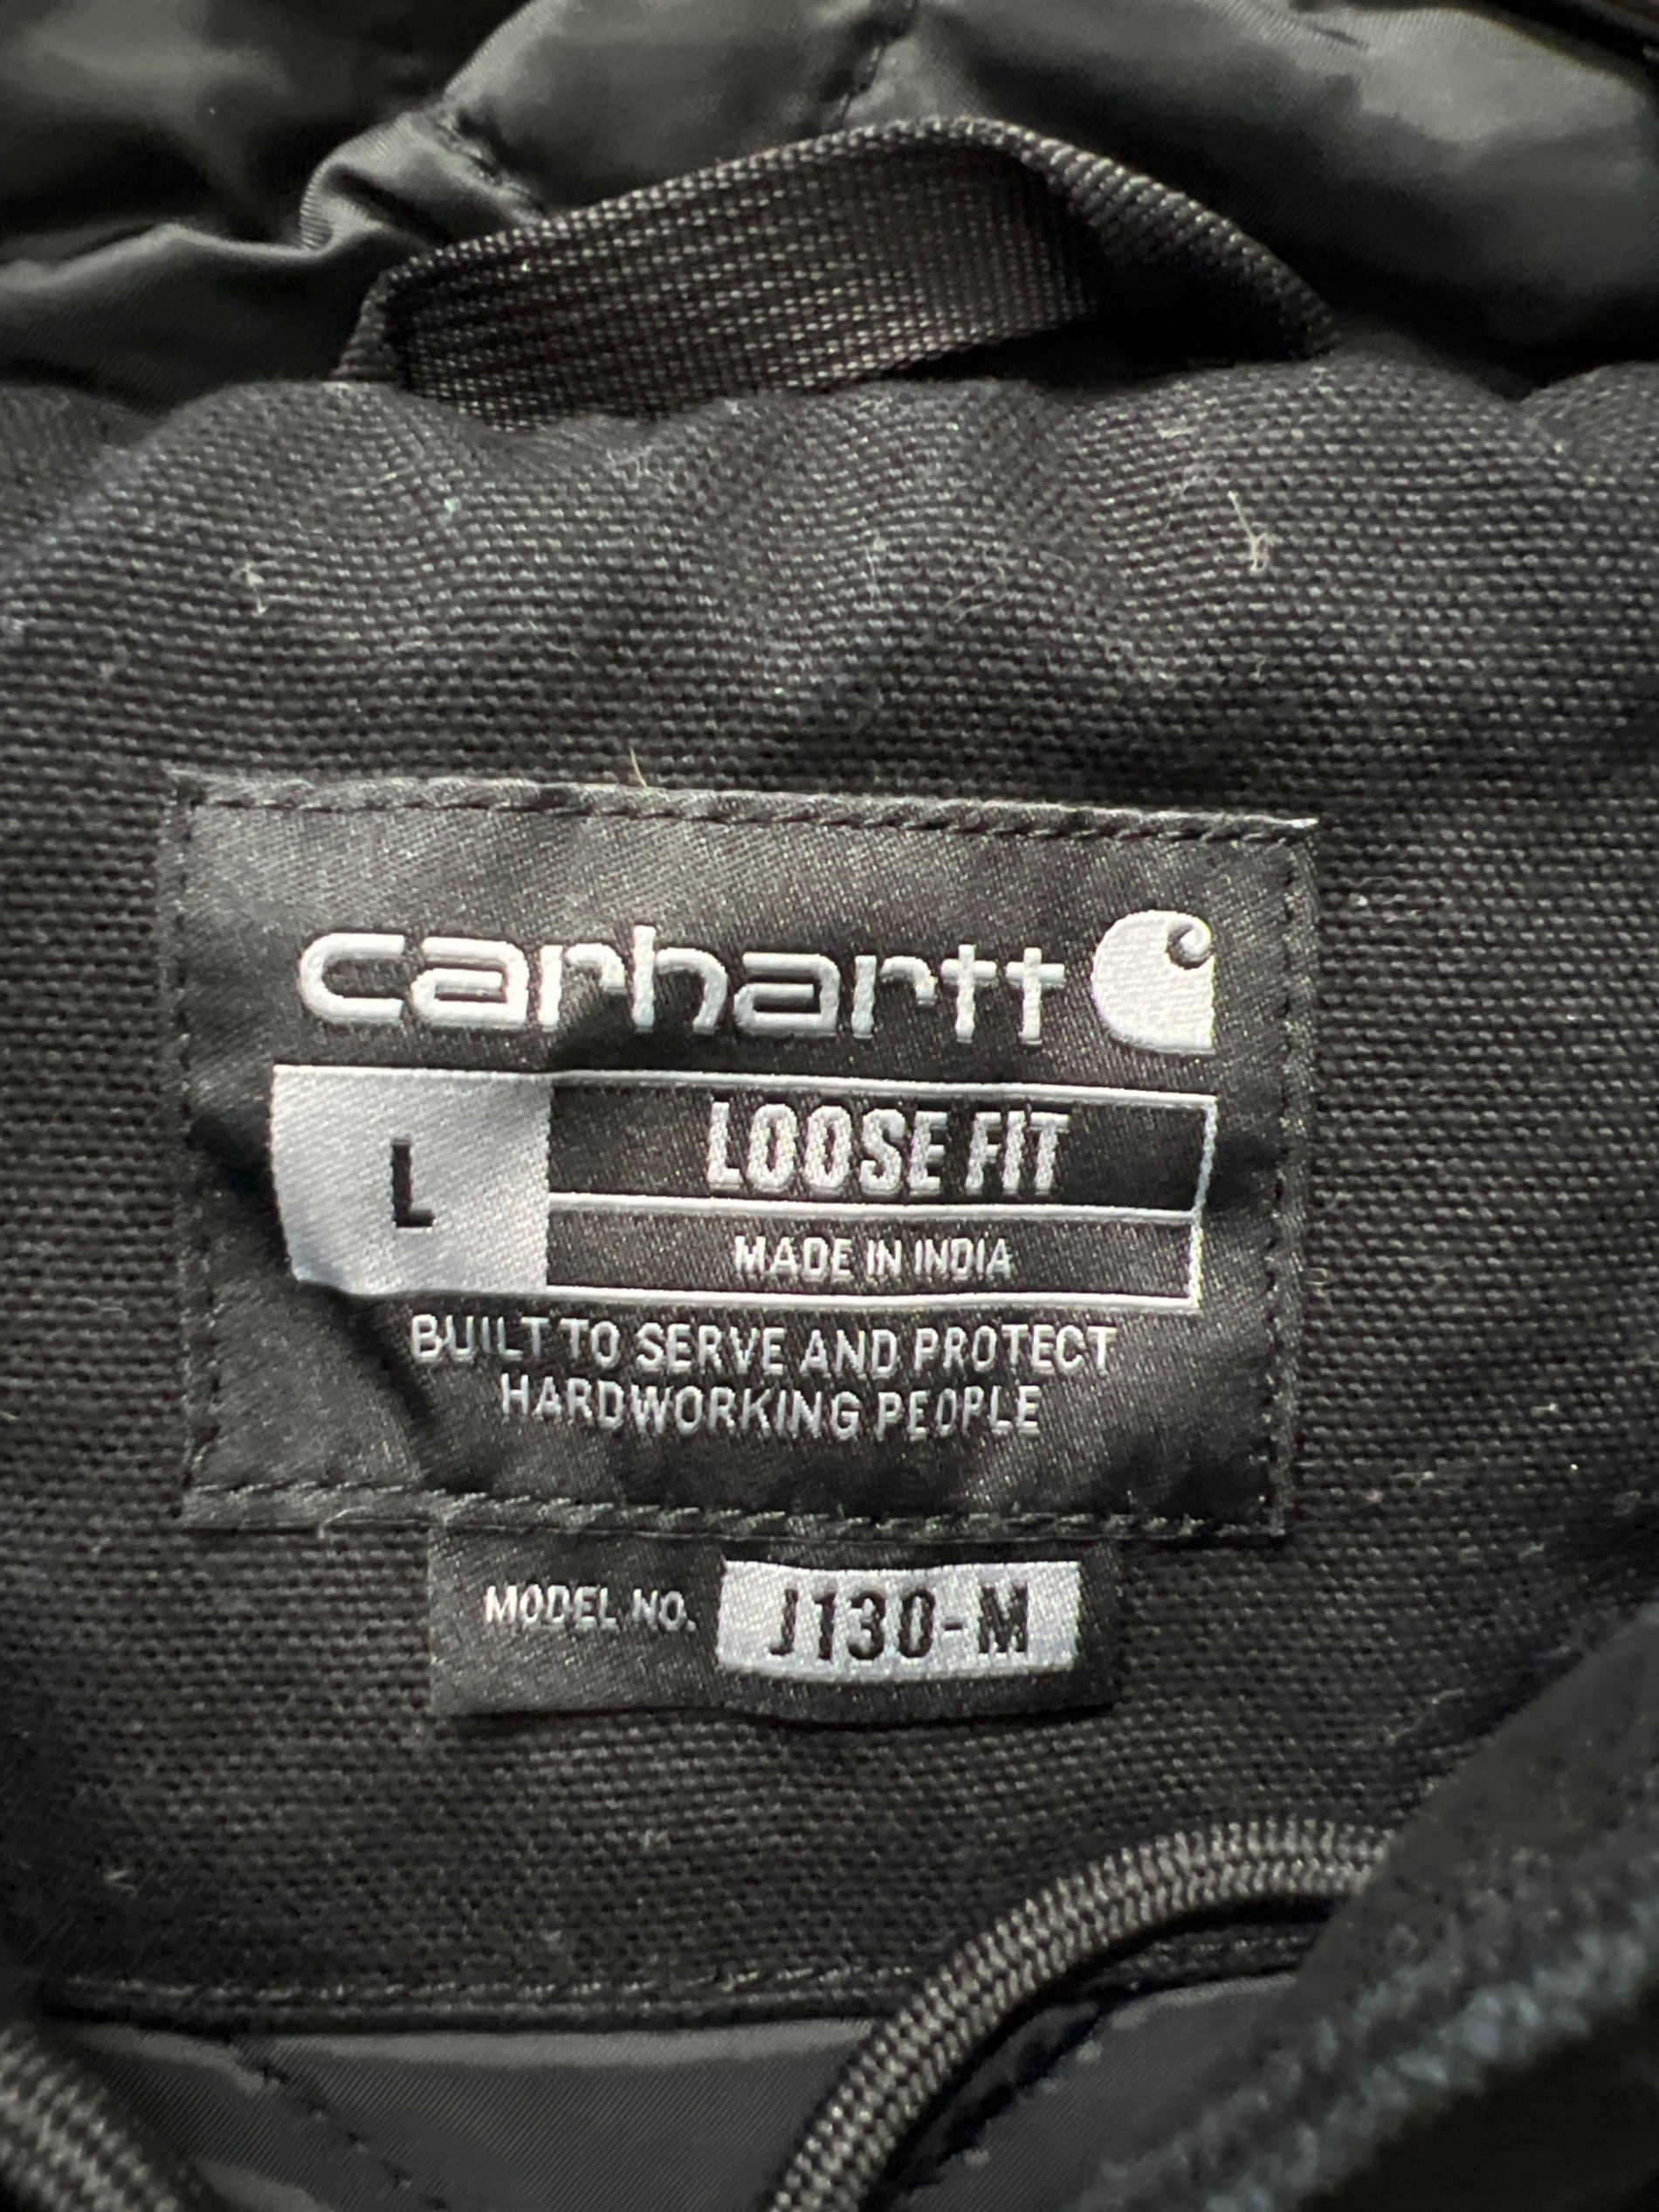 carhartt
L
LOOSE FIT
MADE IN INDIA
BUILT TO SERVE AND PROTECT
HARDWORKING PEOPLE
MODEL NO. J130-M